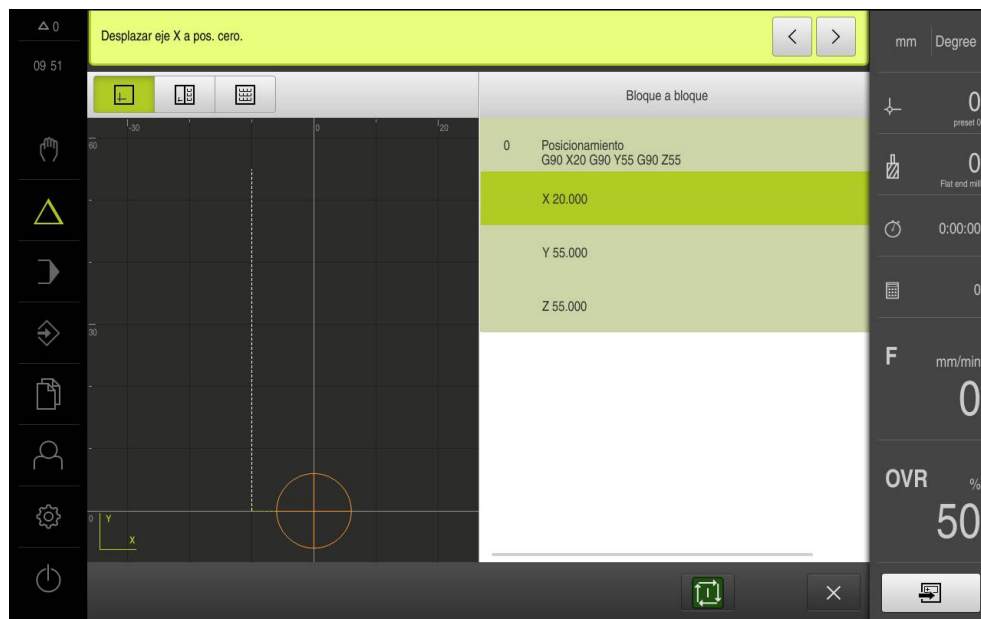 0
09 51
Desplazar eje X a pos. cero.
mm
Degree
-30
0
20
60
30
0
Y
X
Bloque a bloque
0
Posicionamiento
G90 X20 G90 Y55 G90 Z55
X 20.000
Y 55.000
Z 55.000
0
preset 0
0
Flat end mill
0:00:00
0
F
mm/min
0
OVR
%
50